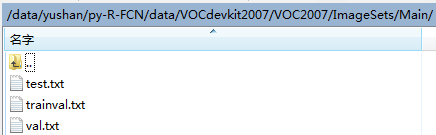 /data/yushan/py-R-FCN/data/VOCdevkit2007/VOC2007/ImageSets/Main/
名字
..
test.txt
trainval.txt
val.txt